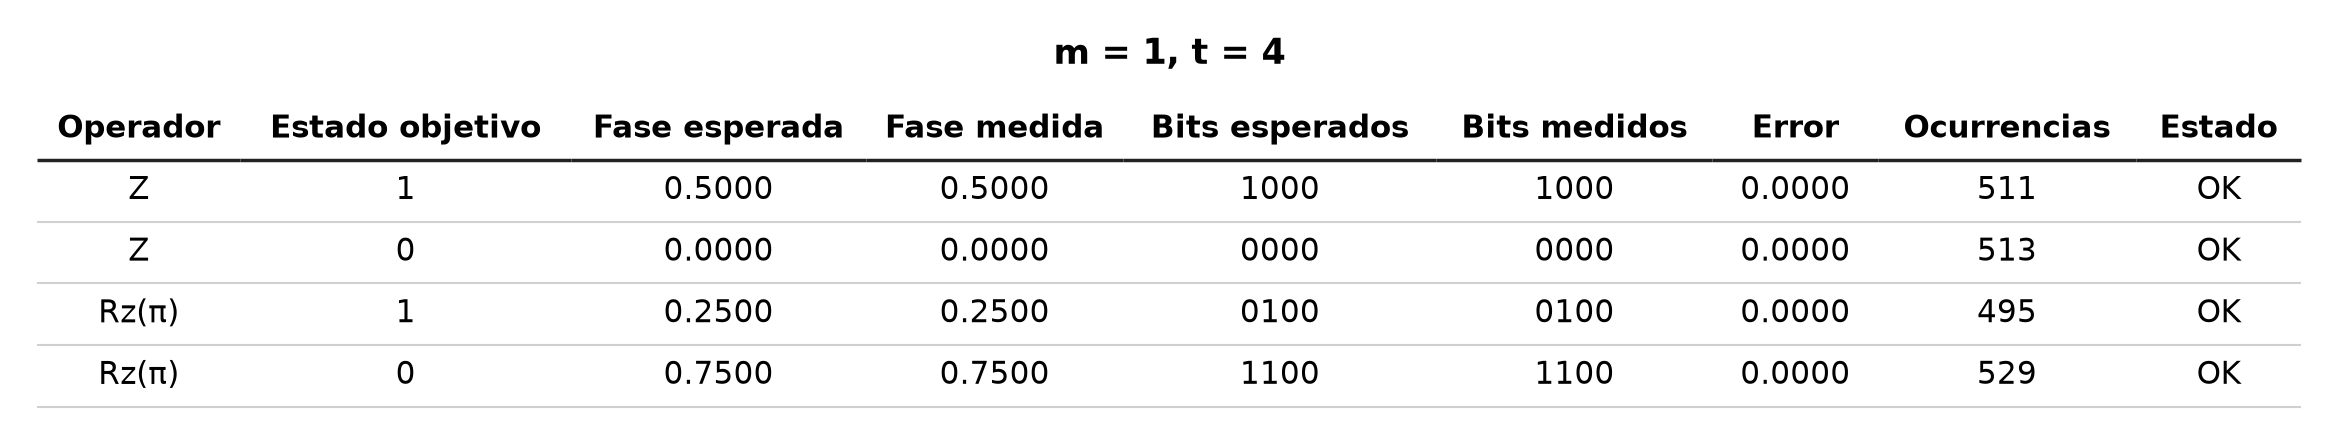 m = 1, t = 4
Operador Estado objetivo Fase esperada Fase medida Bits esperados Bits medidos Error Ocurrencias Estado
Z 1 0.5000 0.5000 1000 1000 0.0000 511 OK
Z 0 0.0000 0.0000 0000 0000 0.0000 513 OK
Rz(π) 1 0.2500 0.2500 0100 0100 0.0000 495 OK
Rz(π) 0 0.7500 0.7500 1100 1100 0.0000 529 OK